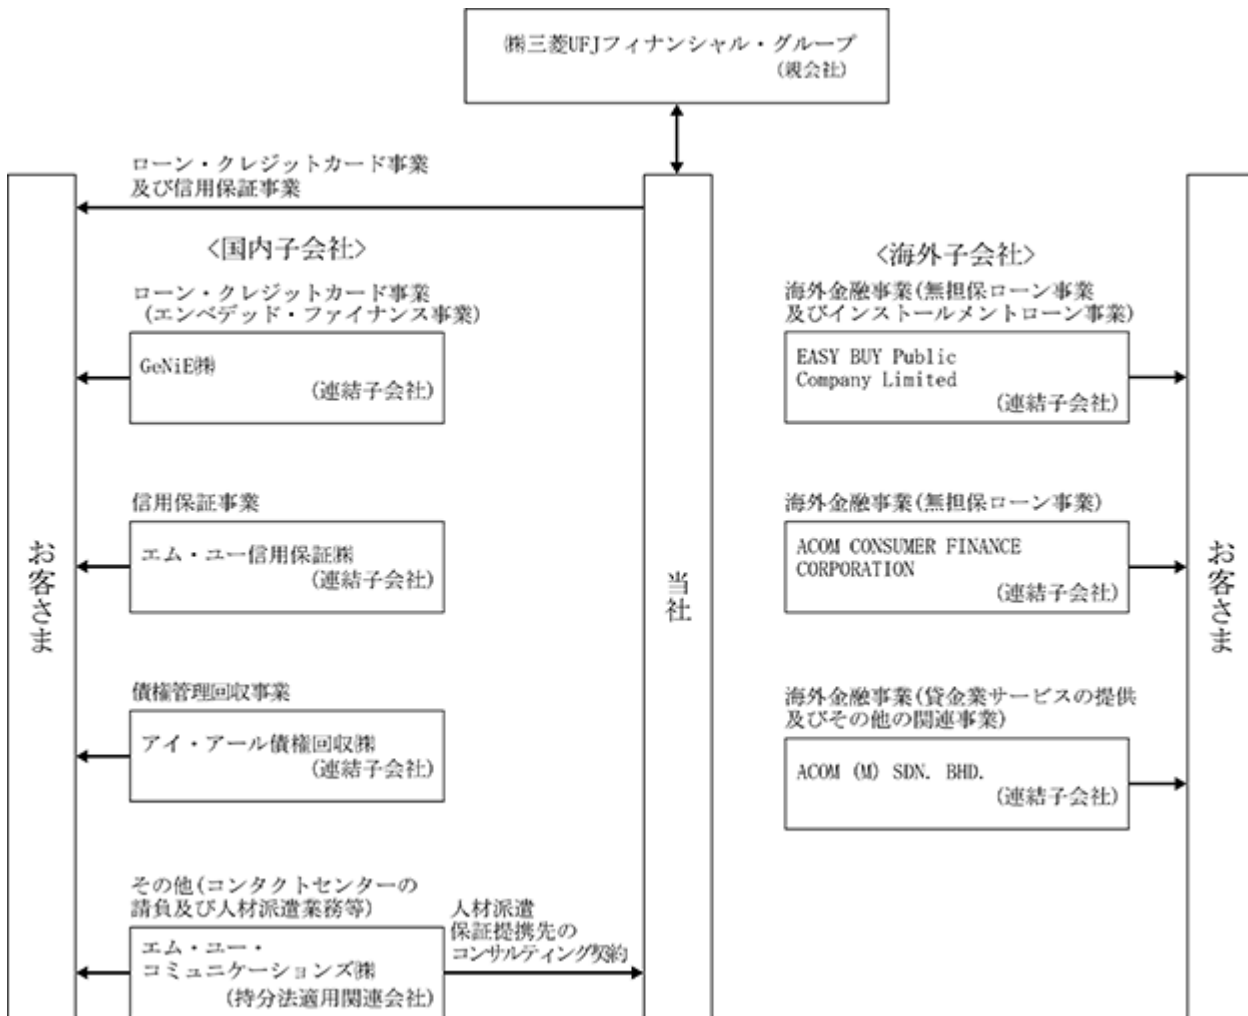 ㈱三菱UFJフィナンシャル・グループ
(親会社)
ローン・クレジットカード事業
及び信用保証事業
<国内子会社>
ローン・クレジットカード事業
(エンベデッド・ファイナンス事業)
GeNiE㈱
(連結子会社)
信用保証事業
エム・ユー信用保証㈱
(連結子会社)
債権管理回収事業
アイ・アール債権回収㈱
(連結子会社)
その他(コンタクトセンターの
請負及び人材派遣業務等)
エム・ユー・
コミュニケーションズ㈱
(持分法適用関連会社)
人材派遣
保証提携先の
コンサルティング契約
お客さま
当社
<海外子会社>
海外金融事業(無担保ローン事業
及びインストールメントローン事業)
EASY BUY Public
Company Limited
(連結子会社)
海外金融事業(無担保ローン事業)
ACOM CONSUMER FINANCE
CORPORATION
(連結子会社)
海外金融事業(貸金業サービスの提供
及びその他の関連事業)
ACOM (M) SDN. BHD.
(連結子会社)
お客さま